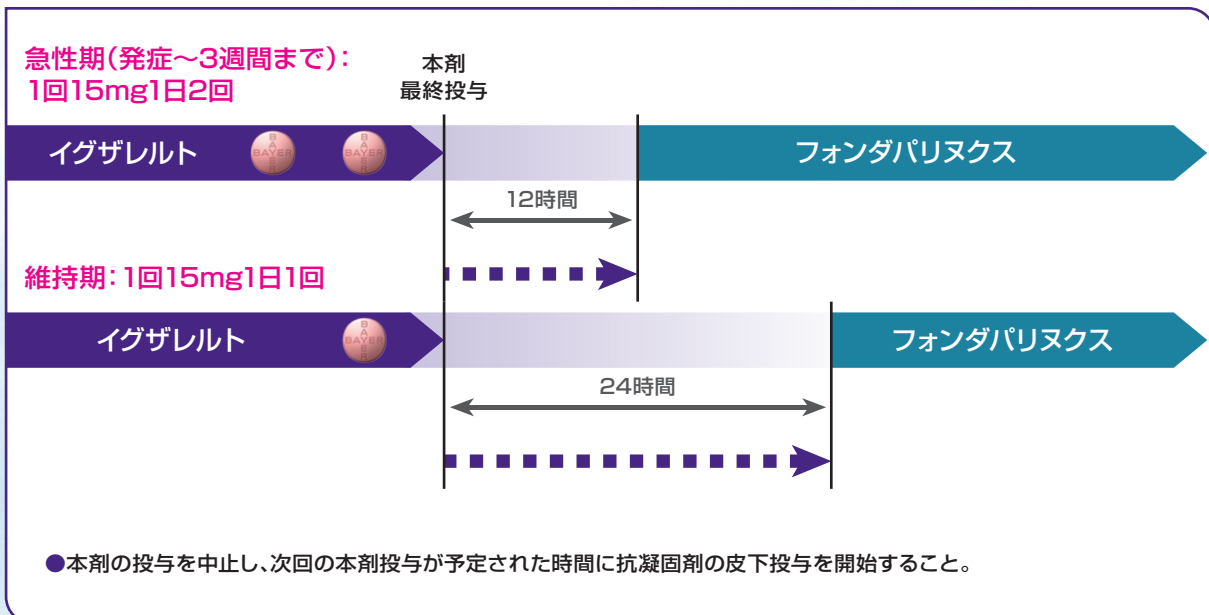 急性期(発症〜3週間まで):
1回15mg1日2回
本剤
最終投与
イグザレルト
BAYER
BAYER
BAYER
BAYER
フォンダパリヌクス
12時間
維持期:1回15mg1日1回
イグザレルト
BAYER
BAYER
フォンダパリヌクス
24時間
●本剤の投与を中止し、次回の本剤投与が予定された時間に抗凝固剤の皮下投与を開始すること。